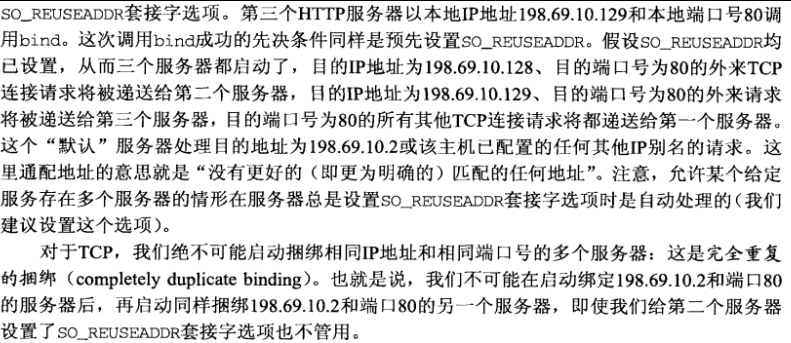 SO_REUSEADDR套接字选项。第三个HTTP服务器以本地IP地址198.69.10.129和本地端口号80调
用bind。这次调用bind成功的先决条件同样是预先设置SO_REUSEADDR。假设SO_REUSEADDR均
已设置，从而三个服务器都启动了，目的IP地址为198.69.10.128、目的端口号为80的外来TCP
连接请求将被递送给第二个服务器，目的IP地址为198.69.10.129、目的端口号为80的外来请求
将被递送给第三个服务器，目的端口号为80的所有其他TCP连接请求将都递送给第一个服务器。
这个“默认”服务器处理目的地址为198.69.10.2或该主机已配置的任何其他IP别名的请求。这
里通配地址的意思就是“没有更好的（即更为明确的）匹配的任何地址”。注意，允许某个给定
服务存在多个服务器的情形在服务器总是设置SO_REUSEADDR套接字选项时是自动处理的（我们
建议设置这个选项）。
对于TCP，我们绝不可能启动捆绑相同IP地址和相同端口号的多个服务器：这是完全重复
的捆绑（completely duplicate binding）。也就是说，我们不可能在启动绑定198.69.10.2和端口80
的服务器后，再启动同样捆绑198.69.10.2和端口80的另一个服务器，即使我们给第二个服务器
设置了SO_REUSEADDR套接字选项也不管用。